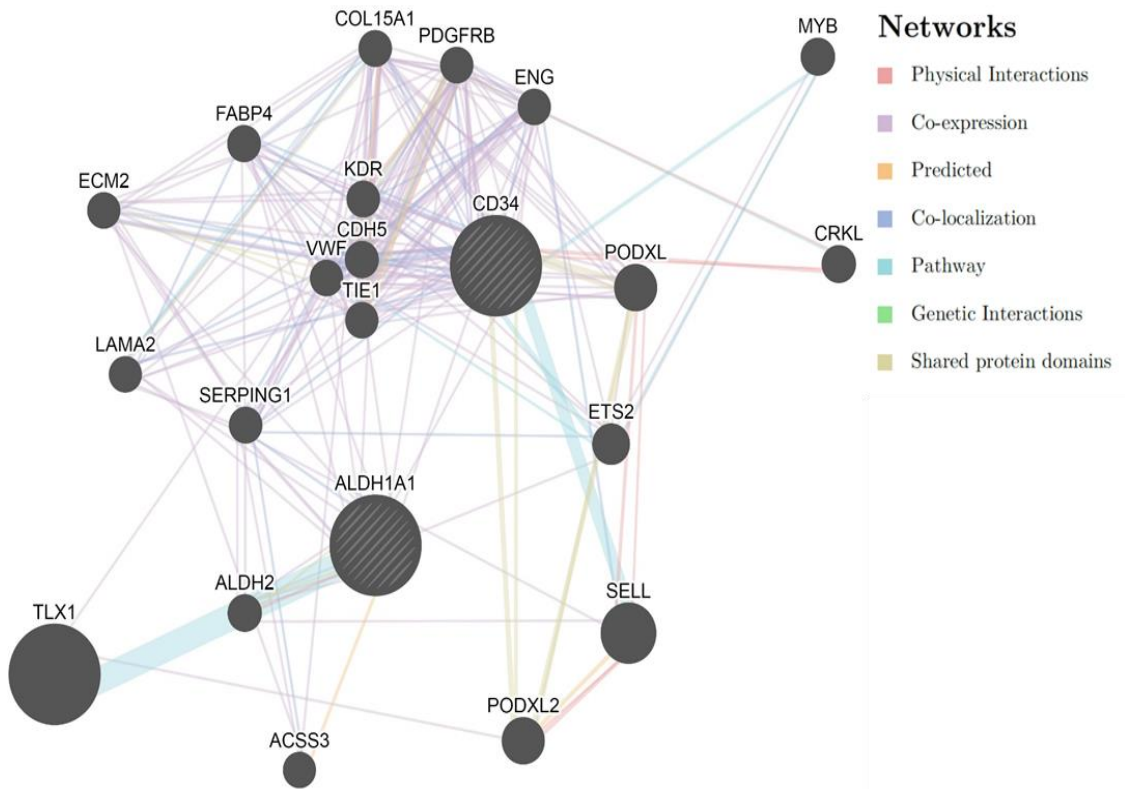 COL15A1
PDGFRB
MYB
ENG
FABP4
KDR
ECM2
CD34
CDH5
VWF
PODXL
CRKL
TIE1
LAMA2
SERPING1
ETS2
ALDH1A1
ALDH2
SELL
TLX1
PODXL2
ACSS3
Networks
Physical Interactions
Co-expression
Predicted
Co-localization
Pathway
Genetic Interactions
Shared protein domains